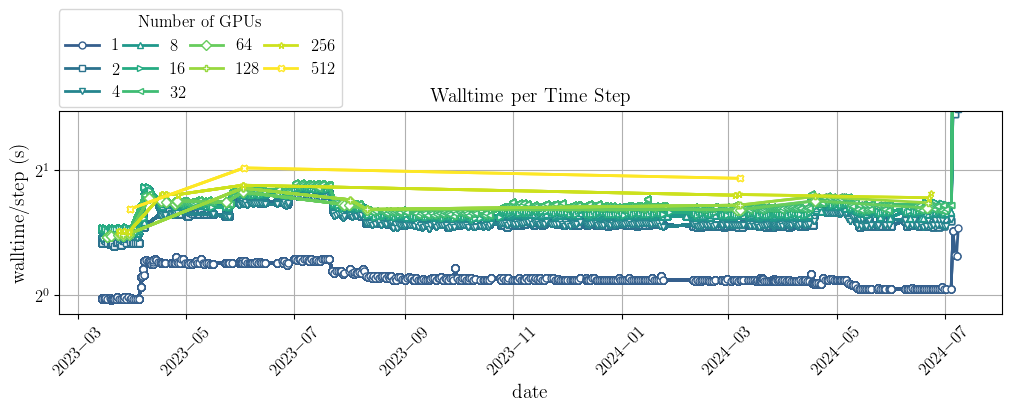 Number of GPUs
1 8 64 256
2 16 128 512
4 32
Walltime per Time Step
walltime/step (s)
2^1
2^0
2023−03
2023−05
2023−07
2023−09
2023−11
2024−01
2024−03
2024−05
2024−07
date